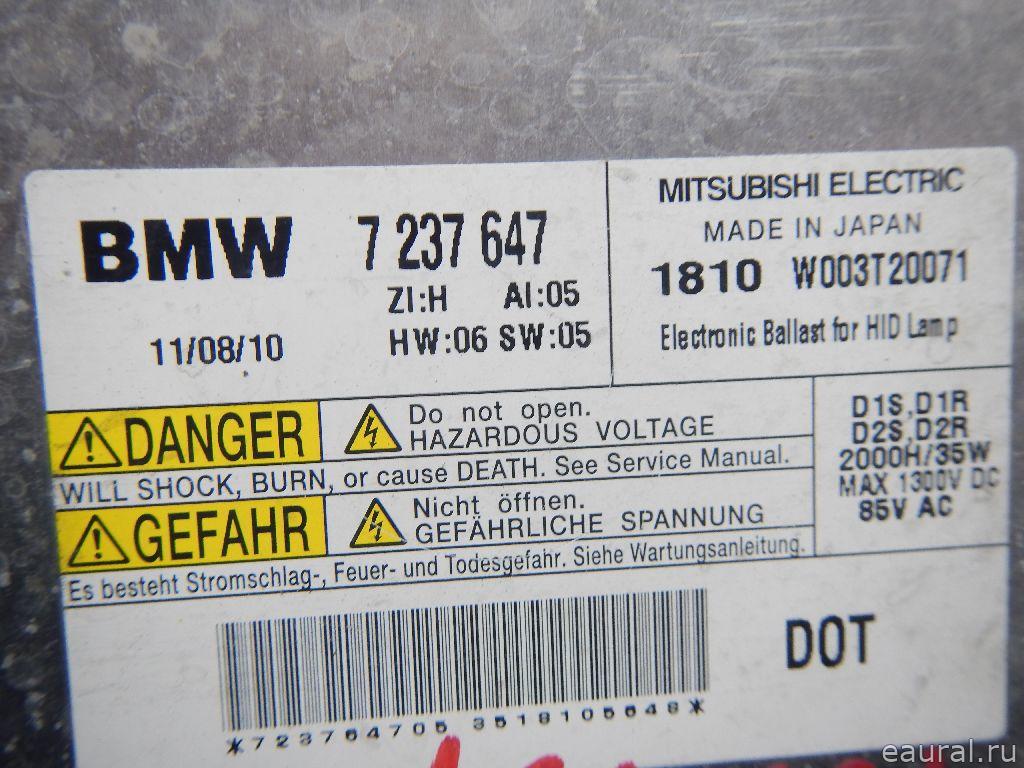 BMW 7 237 647
ZI:H AI:05
11/08/10 HW:06 SW:05
MITSUBISHI ELECTRIC
MADE IN JAPAN
1810 W003T20071
Electronic Ballast for HID Lamp
DANGER
Do not open.
HAZARDOUS VOLTAGE
WILL SHOCK, BURN, or cause DEATH. See Service Manual.
GEFAHR
Nicht öffnen.
GEFÄHRLICHE SPANNUNG
Es besteht Stromschlag-, Feuer- und Todesgefahr. Siehe Wartungsanleitung.
D1S,D1R
D2S,D2R
2000H/35W
MAX 1300V DC
85V AC
DOT
*723764705 3518105648*
eaural.ru